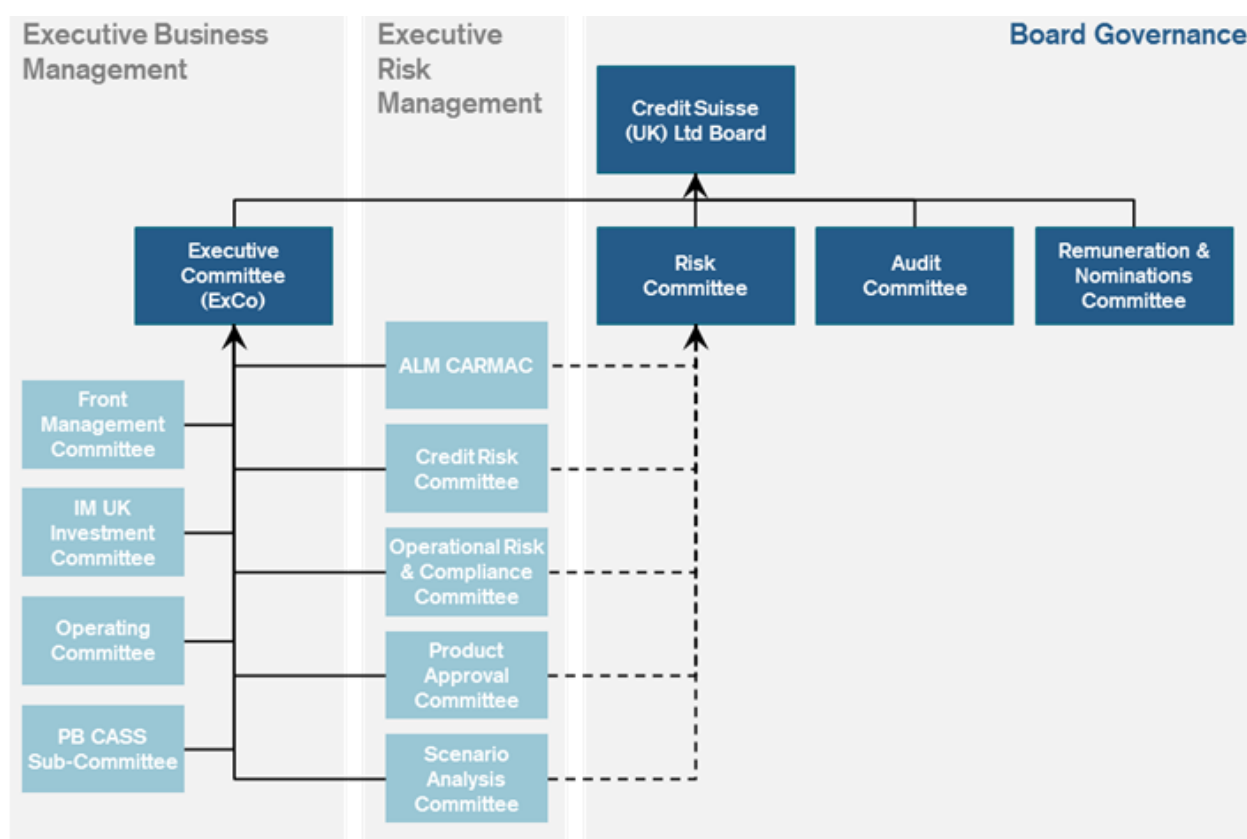 Executive Business
Management
Executive
Risk
Management
Board Governance
Credit Suisse
(UK) Ltd Board
Executive
Committee
(ExCo)
Risk
Committee
Audit
Committee
Remuneration &
Nominations
Committee
Front
Management
Committee
IM UK
Investment
Committee
Operating
Committee
PB CASS
Sub-Committee
ALM CARMAC
Credit Risk
Committee
Operational Risk
& Compliance
Committee
Product
Approval
Committee
Scenario
Analysis
Committee